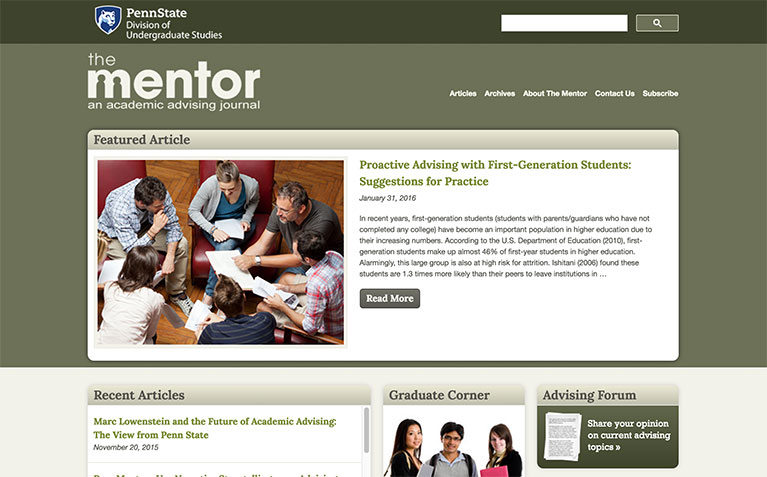 PennState
Division of
Undergraduate Studies
the
mentor
an academic advising journal
Articles Archives About The Mentor Contact Us Subscribe
Featured Article
Proactive Advising with First-Generation Students:
Suggestions for Practice
January 31, 2016
In recent years, first-generation students (students with parents/guardians who have not
completed any college) have become an important population in higher education due to
their increasing numbers. According to the U.S. Department of Education (2010), first-
generation students make up almost 46% of first-year students in higher education.
Alarmingly, this large group is also at high risk for attrition. Ishitani (2006) found these
students are 1.3 times more likely than their peers to leave institutions in …
Read More
Recent Articles
Marc Lowenstein and the Future of Academic Advising:
The View from Penn State
November 20, 2015
Graduate Corner
Advising Forum
Share your opinion
on current advising
topics »